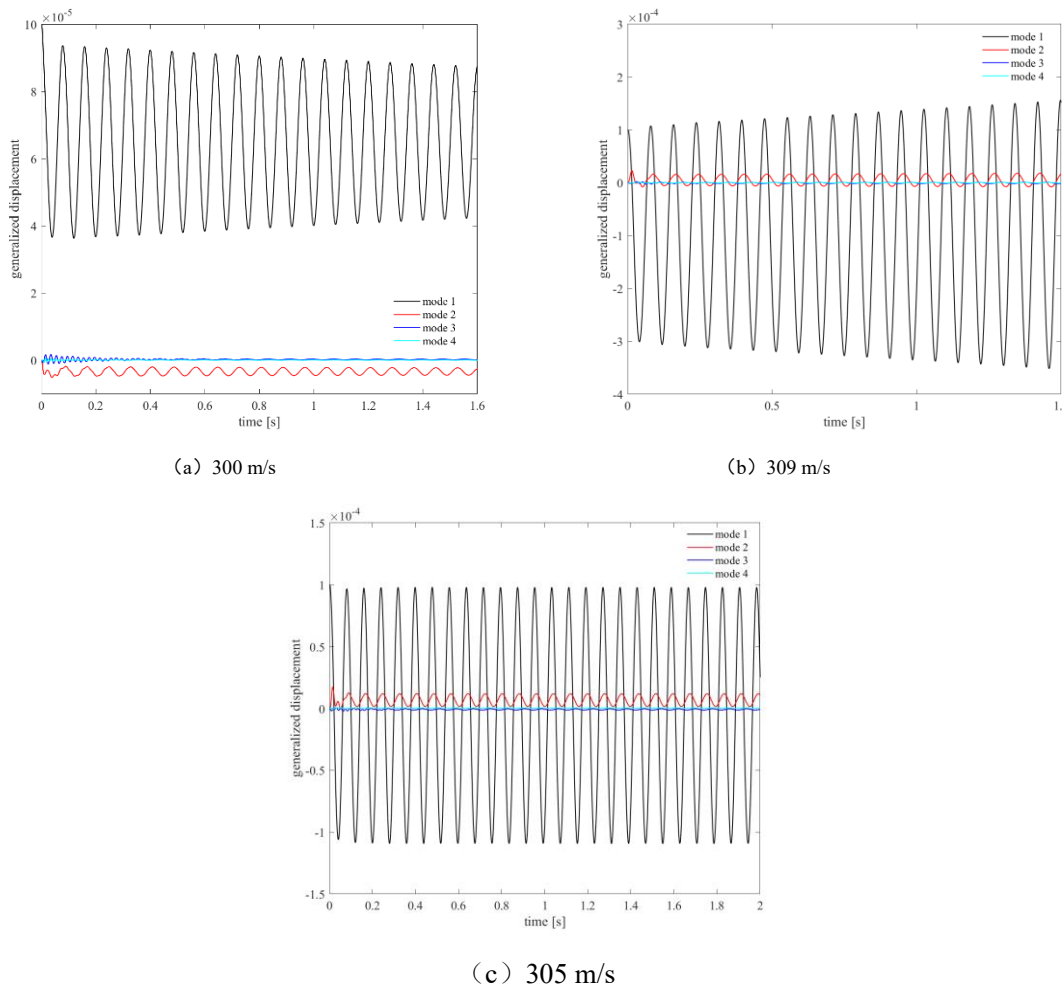 ×10⁻⁵
10
8
6
4
2
0
generalized displacement
mode 1
mode 2
mode 3
mode 4
0 0.2 0.4 0.6 0.8 1 1.2 1.4 1.6
time [s]
（a）300 m/s
×10⁻⁴
3
2
1
0
-1
-2
-3
-4
generalized displacement
mode 1
mode 2
mode 3
mode 4
0 0.5 1 1.
time [s]
（b）309 m/s
×10⁻⁴
1.5
1
0.5
0
-0.5
-1
-1.5
generalized displacement
mode 1
mode 2
mode 3
mode 4
0 0.2 0.4 0.6 0.8 1 1.2 1.4 1.6 1.8 2
time [s]
（c）305 m/s